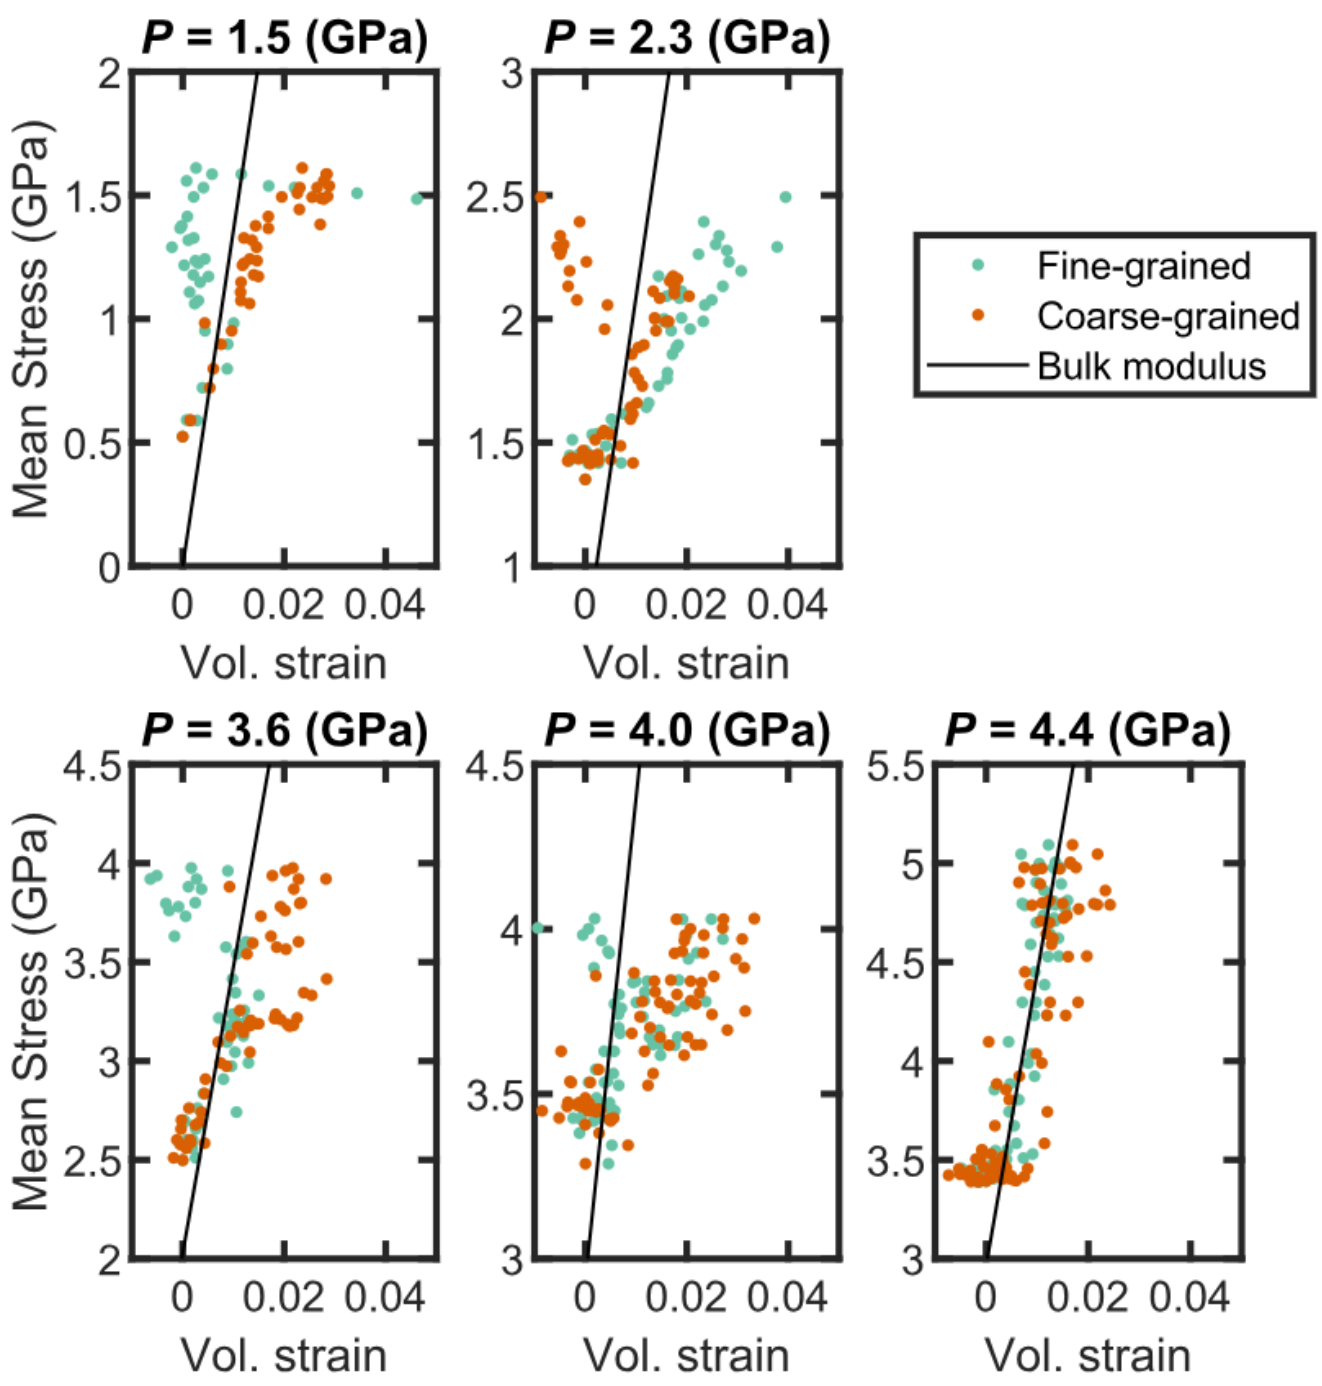 P = 1.5 (GPa)
P = 2.3 (GPa)
2
1.5
1
0.5
0
Mean Stress (GPa)
0 0.02 0.04
Vol. strain
3
2.5
2
1.5
1
0 0.02 0.04
Vol. strain
Fine-grained
Coarse-grained
Bulk modulus
P = 3.6 (GPa)
P = 4.0 (GPa)
P = 4.4 (GPa)
4.5
4
3.5
3
2.5
2
Mean Stress (GPa)
0 0.02 0.04
Vol. strain
4.5
4
3.5
3
0 0.02 0.04
Vol. strain
5.5
5
4.5
4
3.5
3
0 0.02 0.04
Vol. strain